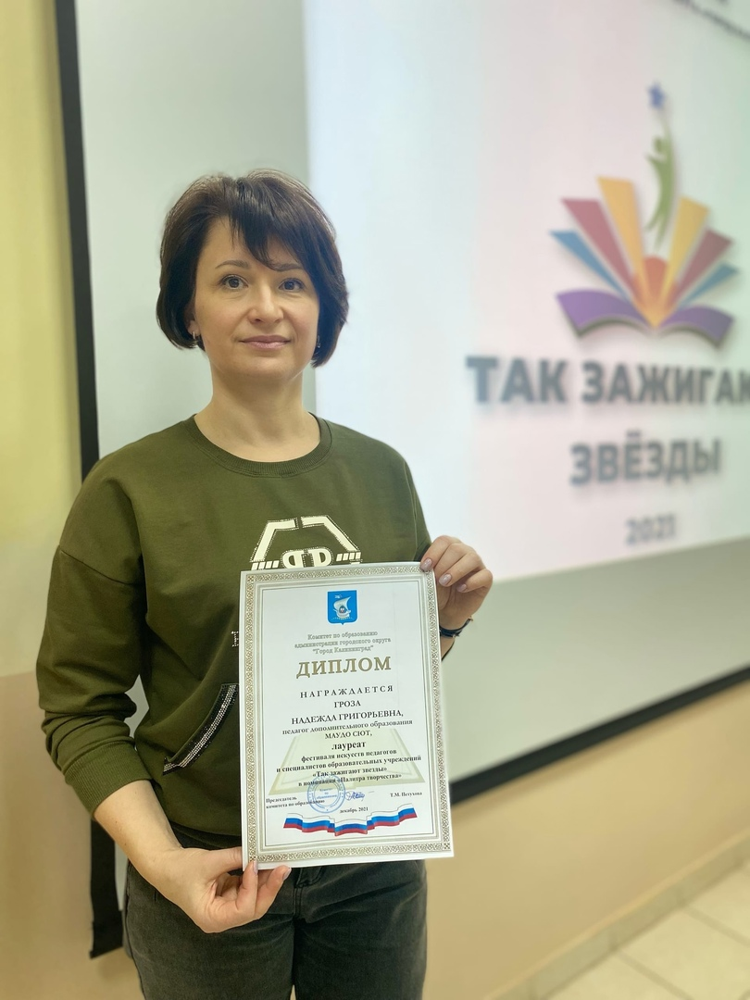 ТАК ЗАЖИГАЮ
ЗВЁЗДЫ
2021
Комитет по образованию
администрации городского округа
"Город Калининград"
ДИПЛОМ
НАГРАЖДАЕТСЯ
ГРОЗА
НАДЕЖДА ГРИГОРЬЕВНА,
педагог дополнительного образования
МАУДО СЮТ,
лауреат
фестиваля искусств педагогов
и специалистов образовательных учреждений
«Так зажигают звезды»
в номинации «Палитра творчества»
Председатель
комитета по образованию
Т.М. Петухова
декабрь 2021